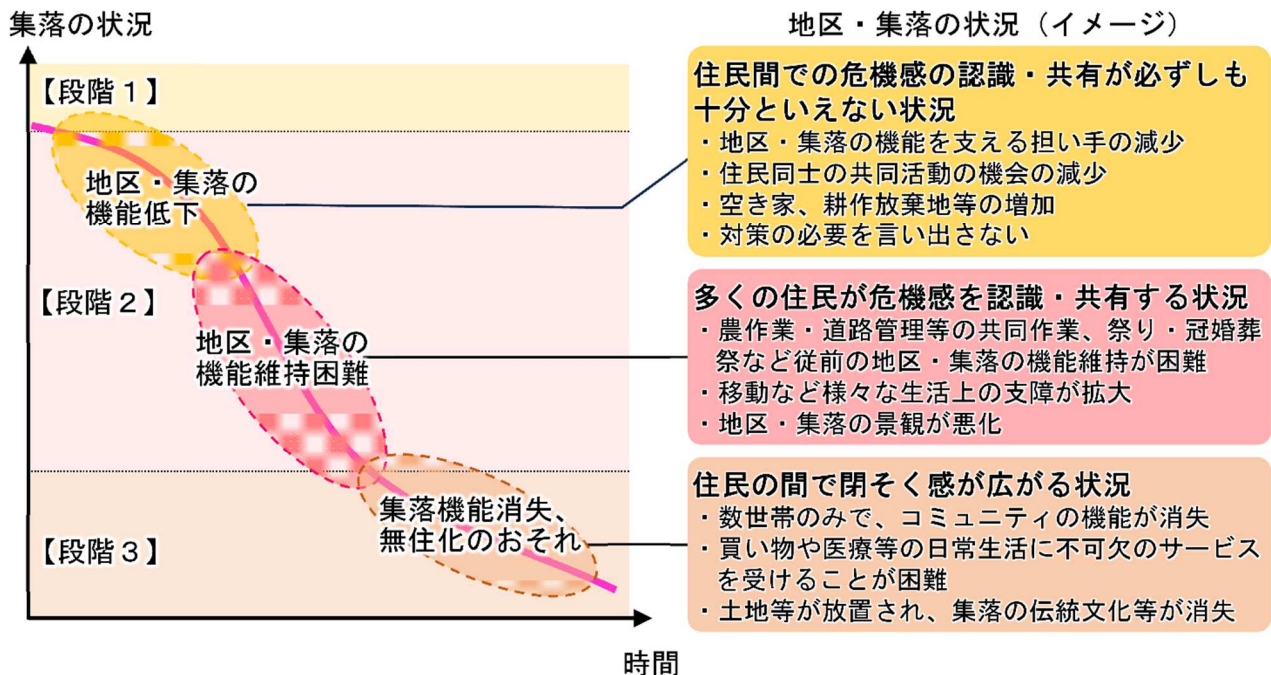 集落の状況
【段階1】
地区・集落の
機能低下
【段階2】
地区・集落の
機能維持困難
集落機能消失、
無住化のおそれ
【段階3】
時間
地区・集落の状況（イメージ）
住民間での危機感の認識・共有が必ずしも
十分といえない状況
・地区・集落の機能を支える担い手の減少
・住民同士の共同活動の機会の減少
・空き家、耕作放棄地等の増加
・対策の必要を言い出さない
多くの住民が危機感を認識・共有する状況
・農作業・道路管理等の共同作業、祭り・冠婚葬
祭など従前の地区・集落の機能維持が困難
・移動など様々な生活上の支障が拡大
・地区・集落の景観が悪化
住民の間で閉そく感が広がる状況
・数世帯のみで、コミュニティの機能が消失
・買い物や医療等の日常生活に不可欠のサービス
を受けることが困難
・土地等が放置され、集落の伝統文化等が消失